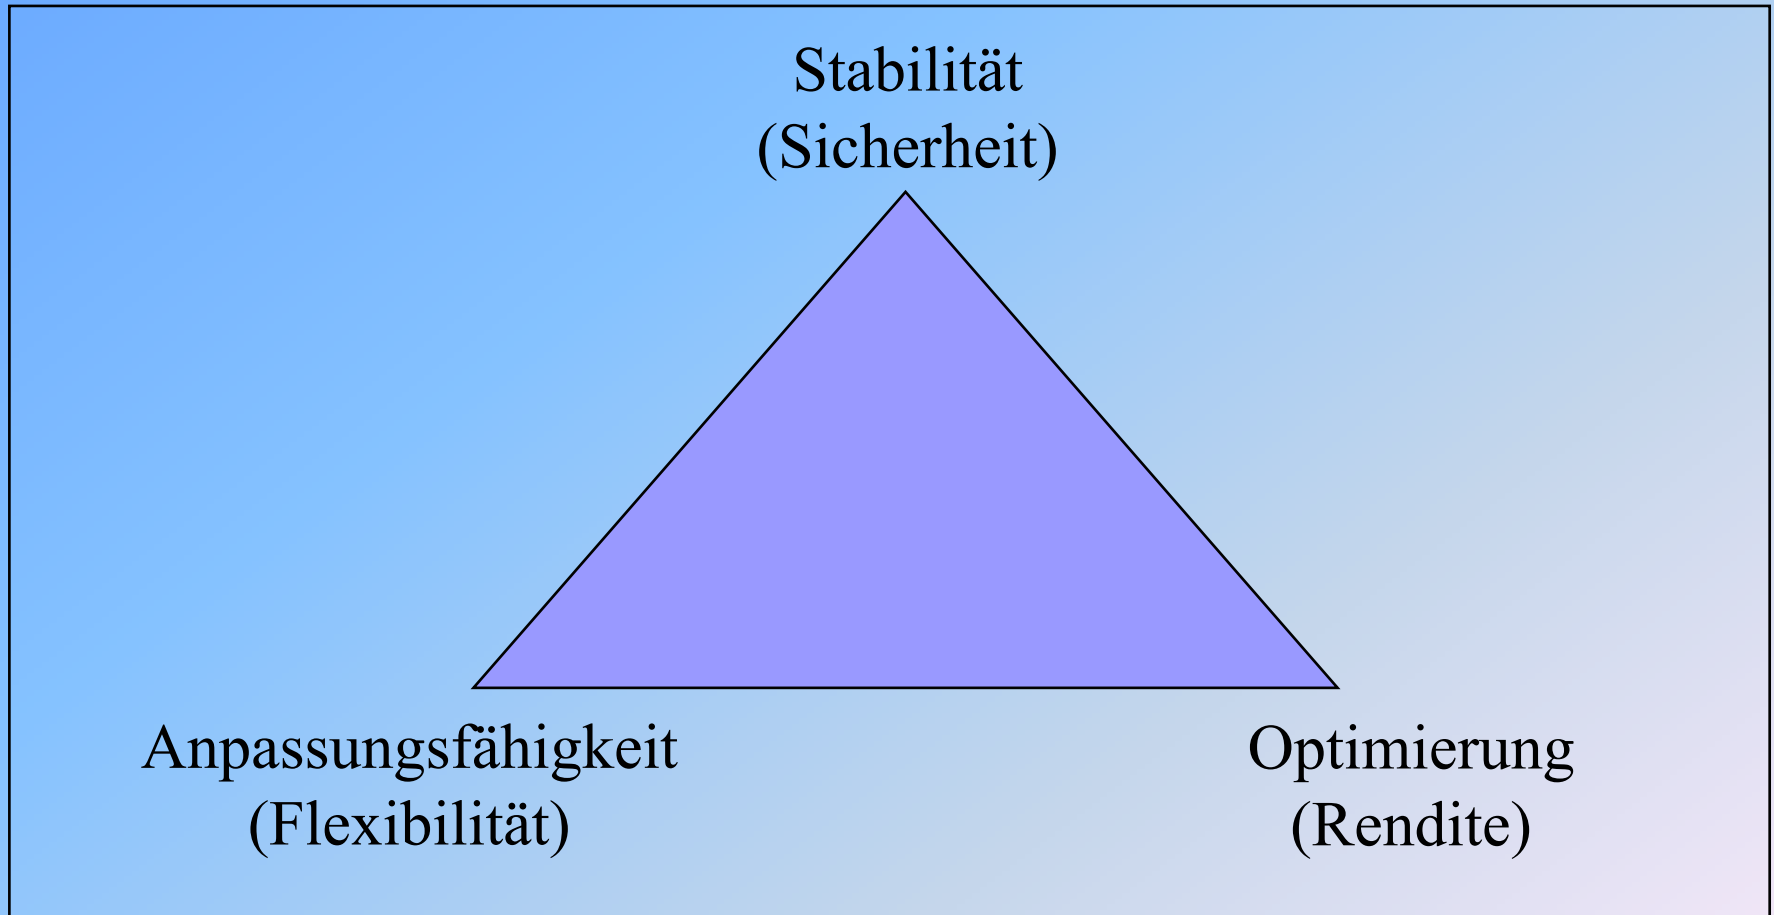 Stabilität
(Sicherheit)
Anpassungsfähigkeit
(Flexibilität)
Optimierung
(Rendite)